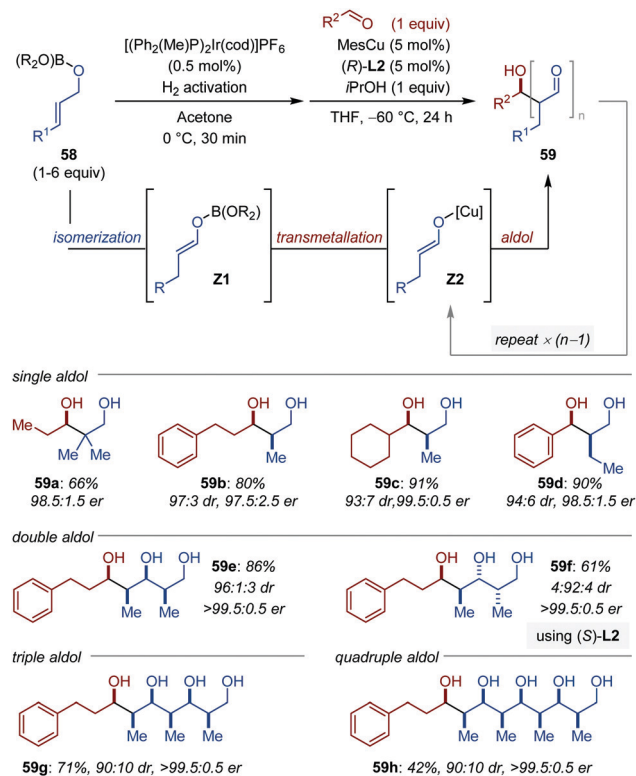 (R₂O)B
O
R¹
58
(1-6 equiv)
[(Ph₂(Me)P)₂Ir(cod)]PF6
(0.5 mol%)
H₂ activation
Acetone
0 °C, 30 min
R² O (1 equiv)
MesCu (5 mol%)
(R)-L2 (5 mol%)
iPrOH (1 equiv)
THF, −60 °C, 24 h
HO O
R²
R¹ n
59
isomerization
O B(OR₂)
R
Z1
transmetallation
O [Cu]
R
Z2
aldol
repeat × (n−1)
single aldol
OH OH
Me
Me Me
59a: 66%
98.5:1.5 er
OH OH
Me
59b: 80%
97:3 dr, 97.5:2.5 er
OH OH
Me
59c: 91%
93:7 dr,99.5:0.5 er
OH OH
Me
59d: 90%
94:6 dr, 98.5:1.5 er
double aldol
OH OH OH
Me Me
59e: 86%
96:1:3 dr
>99.5:0.5 er
OH OH OH
Me Me
59f: 61%
4:92:4 dr
>99.5:0.5 er
using (S)-L2
triple aldol
OH OH OH OH
Me Me Me
59g: 71%, 90:10 dr, >99.5:0.5 er
quadruple aldol
OH OH OH OH OH
Me Me Me Me
59h: 42%, 90:10 dr, >99.5:0.5 er